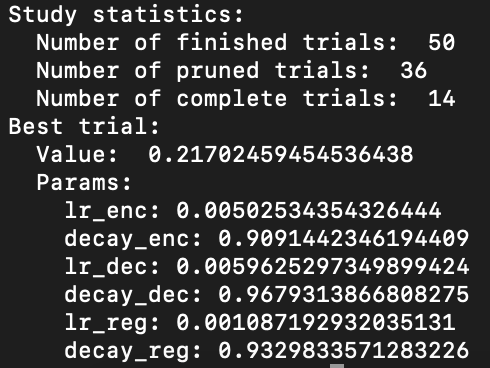 Study statistics:
  Number of finished trials:  50
  Number of pruned trials:  36
  Number of complete trials:  14
Best trial:
  Value:  0.21702459454536438
  Params:
    lr_enc: 0.00502534354326444
    decay_enc: 0.9091442346194409
    lr_dec: 0.0059625297349899424
    decay_dec: 0.9679313866808275
    lr_reg: 0.001087192932035131
    decay_reg: 0.9329833571283226